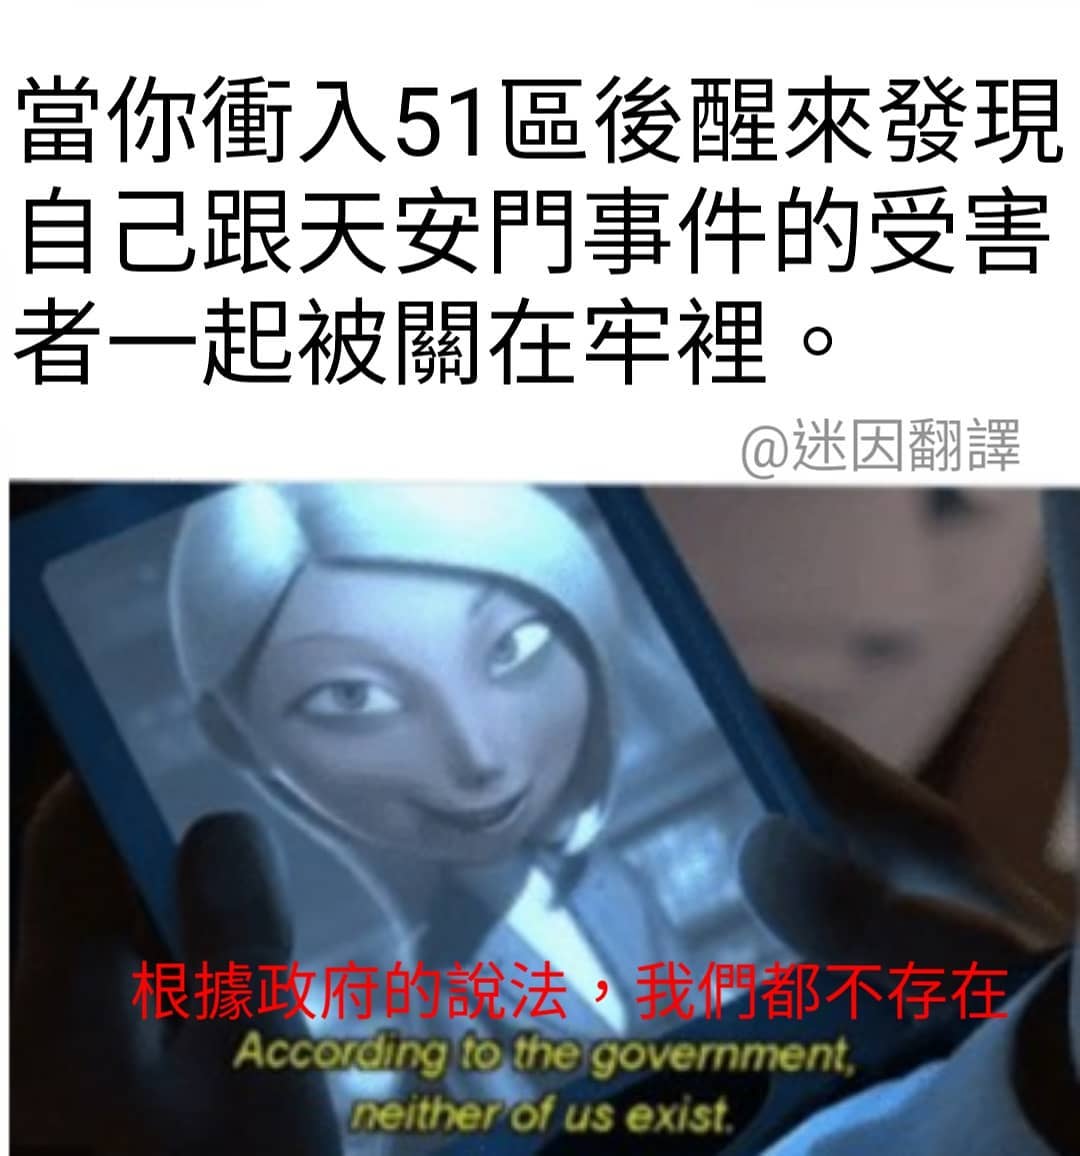 當你衝入51區後醒來發現
自己跟天安門事件的受害
者一起被關在牢裡。
@迷因翻譯
根據政府的說法，我們都不存在
According to the government,
neither of us exist.